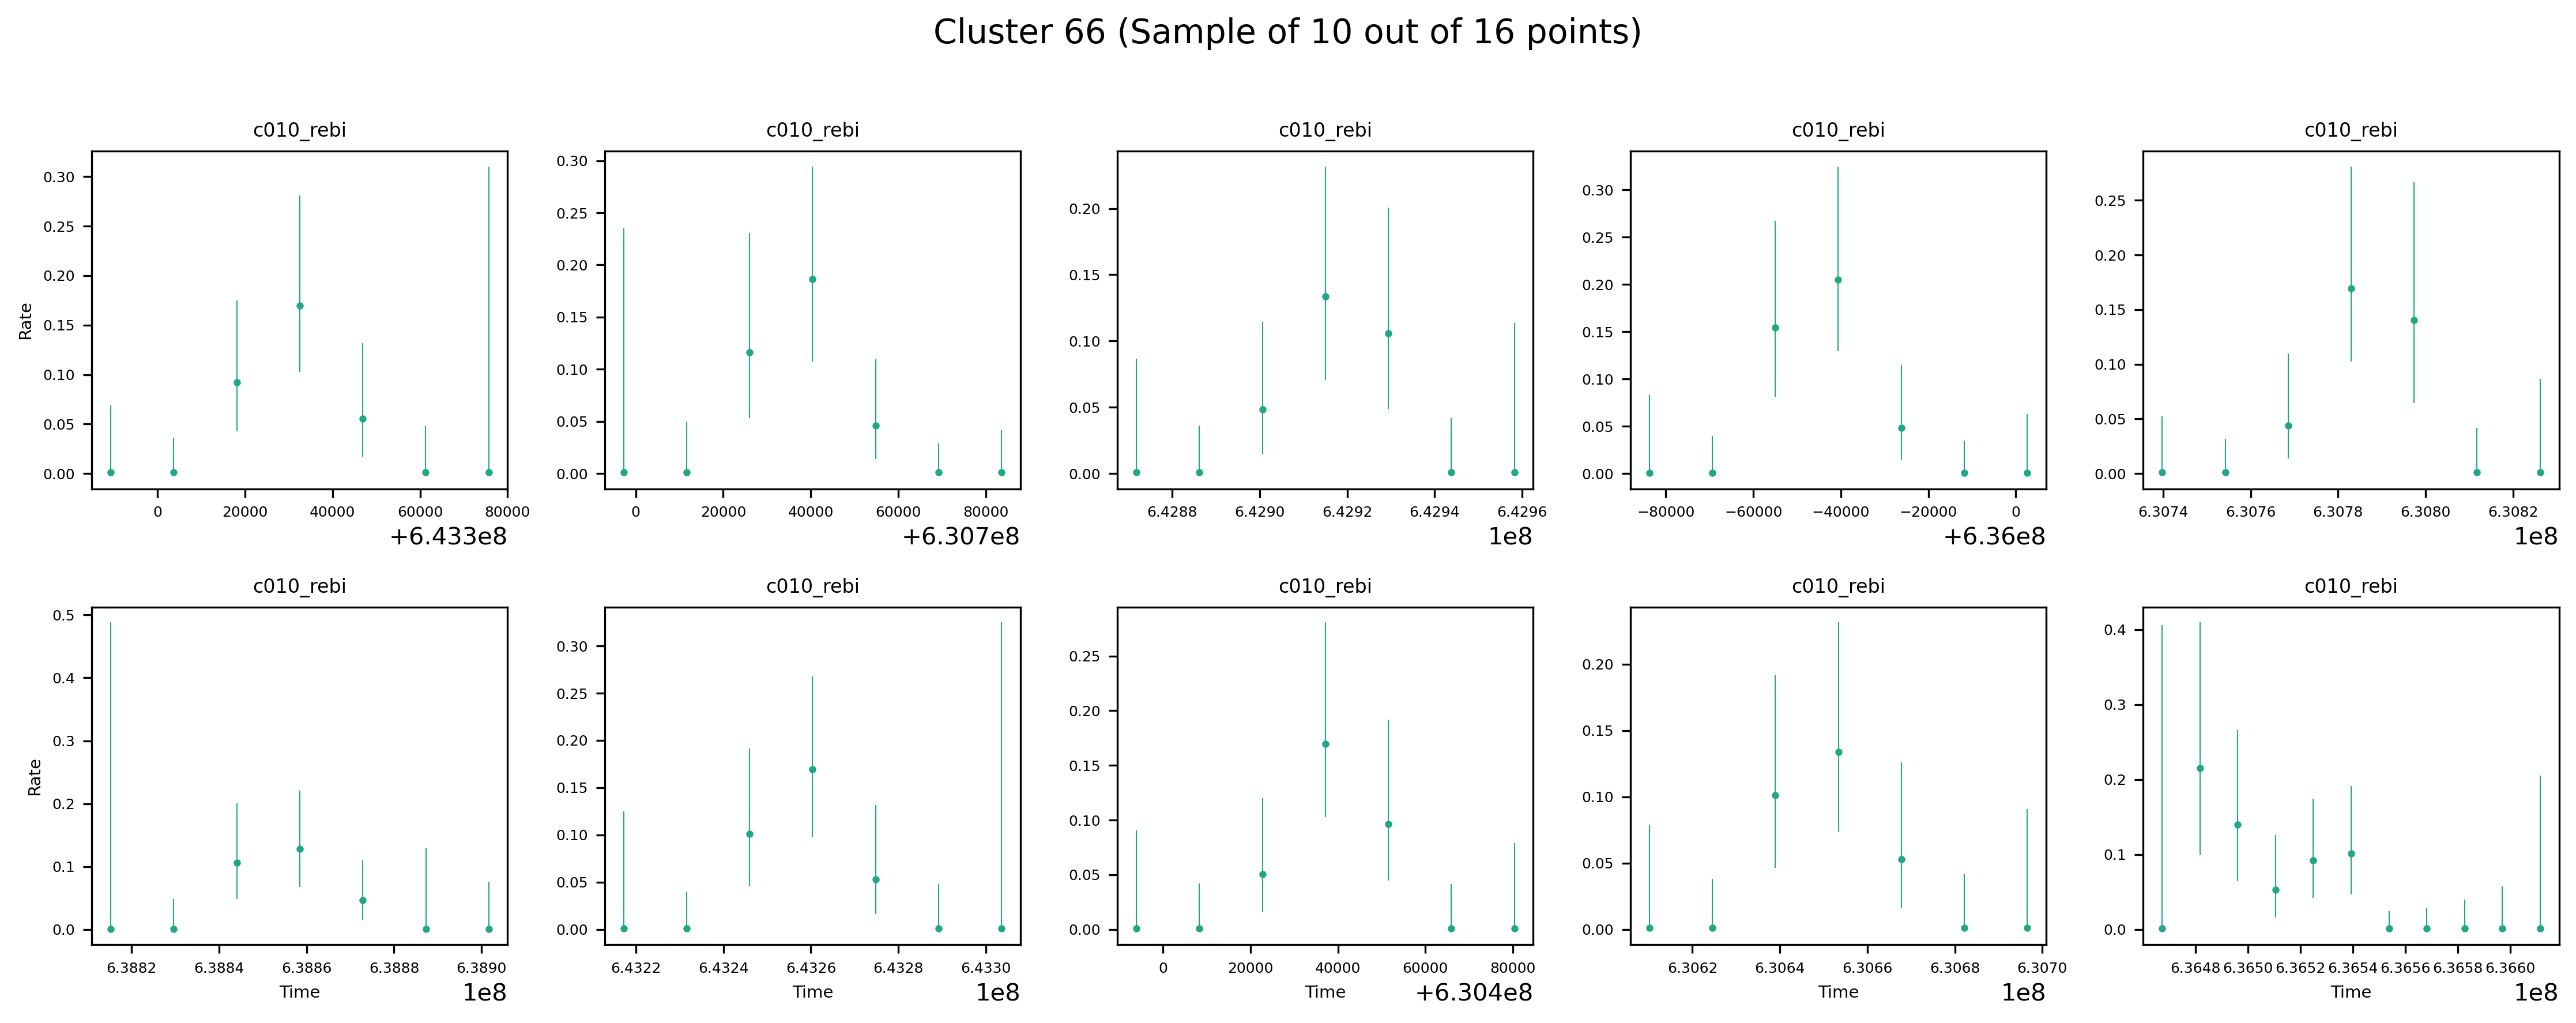 Cluster 66 (Sample of 10 out of 16 points)
c010_rebi c010_rebi c010_rebi c010_rebi c010_rebi
Rate
0.30
0.25
0.20
0.15
0.10
0.05
0.00
0 20000 40000 60000 80000
+6.433e8
0.30
0.25
0.20
0.15
0.10
0.05
0.00
0 20000 40000 60000 80000
+6.307e8
0.20
0.15
0.10
0.05
0.00
6.4288 6.4290 6.4292 6.4294 6.4296
1e8
0.30
0.25
0.20
0.15
0.10
0.05
0.00
−80000 −60000 −40000 −20000 0
+6.36e8
0.25
0.20
0.15
0.10
0.05
0.00
6.3074 6.3076 6.3078 6.3080 6.3082
1e8
c010_rebi c010_rebi c010_rebi c010_rebi c010_rebi
Rate
0.5
0.4
0.3
0.2
0.1
0.0
6.3882 6.3884 6.3886 6.3888 6.3890
Time
1e8
0.30
0.25
0.20
0.15
0.10
0.05
0.00
6.4322 6.4324 6.4326 6.4328 6.4330
Time
1e8
0.25
0.20
0.15
0.10
0.05
0.00
0 20000 40000 60000 80000
Time
+6.304e8
0.20
0.15
0.10
0.05
0.00
6.3062 6.3064 6.3066 6.3068 6.3070
Time
1e8
0.4
0.3
0.2
0.1
0.0
6.3648 6.3650 6.3652 6.3654 6.3656 6.3658 6.3660
Time
1e8